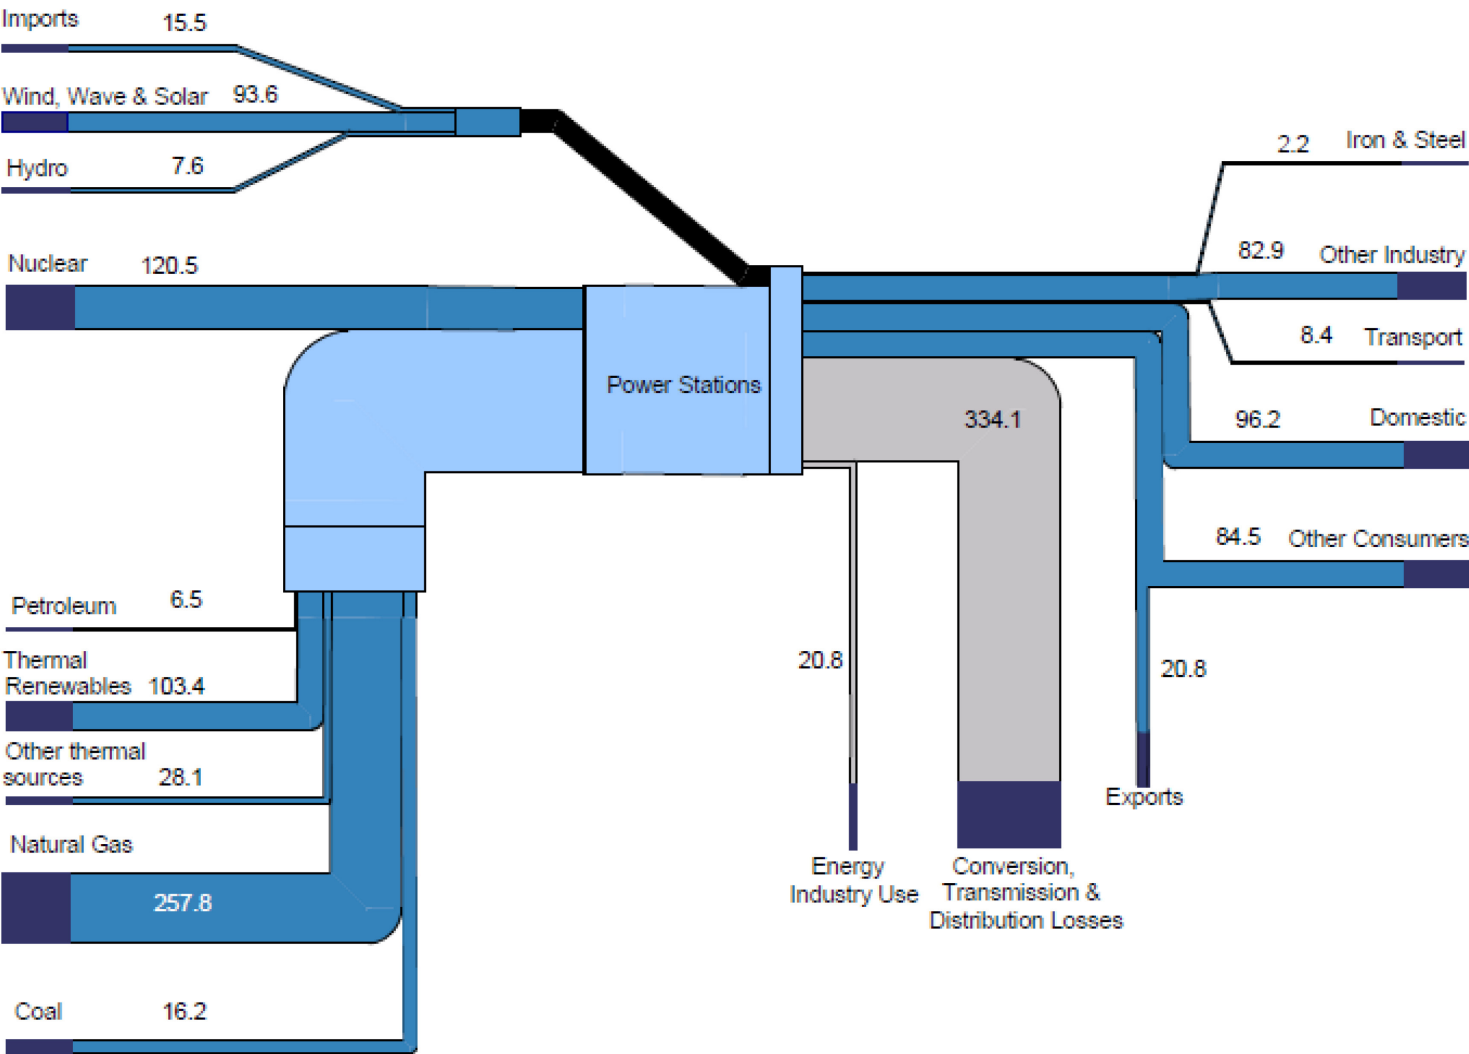 Imports 15.5
Wind, Wave & Solar 93.6
Hydro 7.6
Nuclear 120.5
Petroleum 6.5
Thermal
Renewables 103.4
Other thermal
sources 28.1
Natural Gas
257.8
Coal 16.2
Power Stations
334.1
20.8
Energy
Industry Use
Conversion,
Transmission &
Distribution Losses
20.8
Exports
2.2 Iron & Steel
82.9 Other Industry
8.4 Transport
96.2 Domestic
84.5 Other Consumers